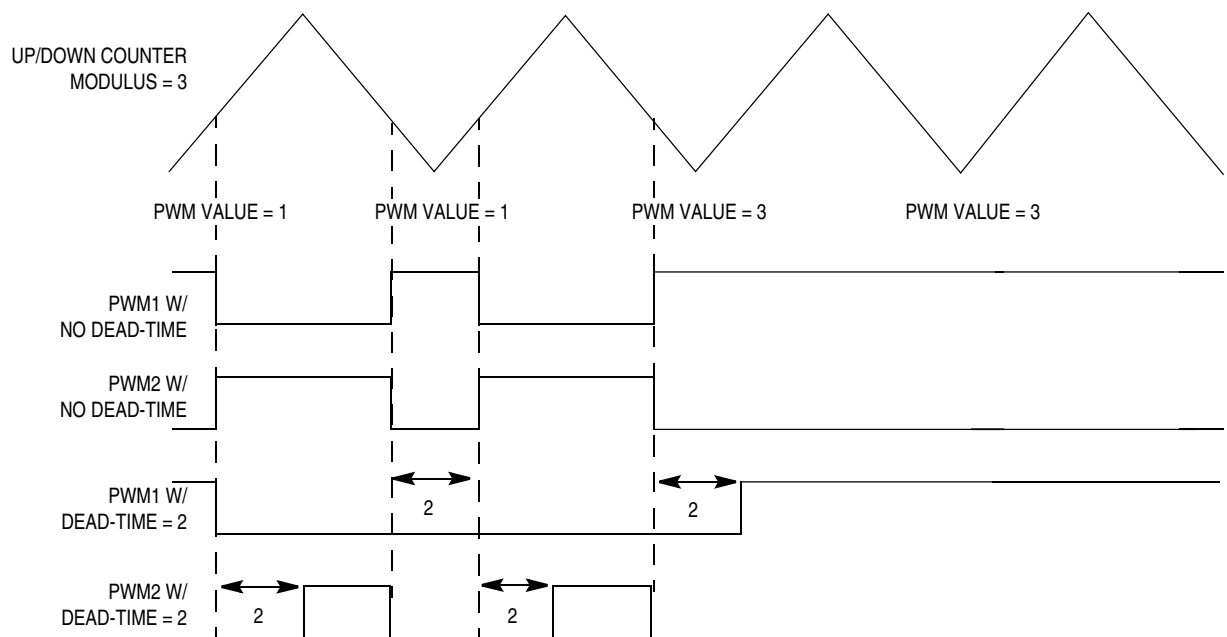 UP/DOWN COUNTER
MODULUS = 3
PWM VALUE = 1
PWM VALUE = 1
PWM VALUE = 3
PWM VALUE = 3
PWM1 W/
NO DEAD-TIME
PWM2 W/
NO DEAD-TIME
PWM1 W/
DEAD-TIME = 2
2
2
PWM2 W/
DEAD-TIME = 2
2
2